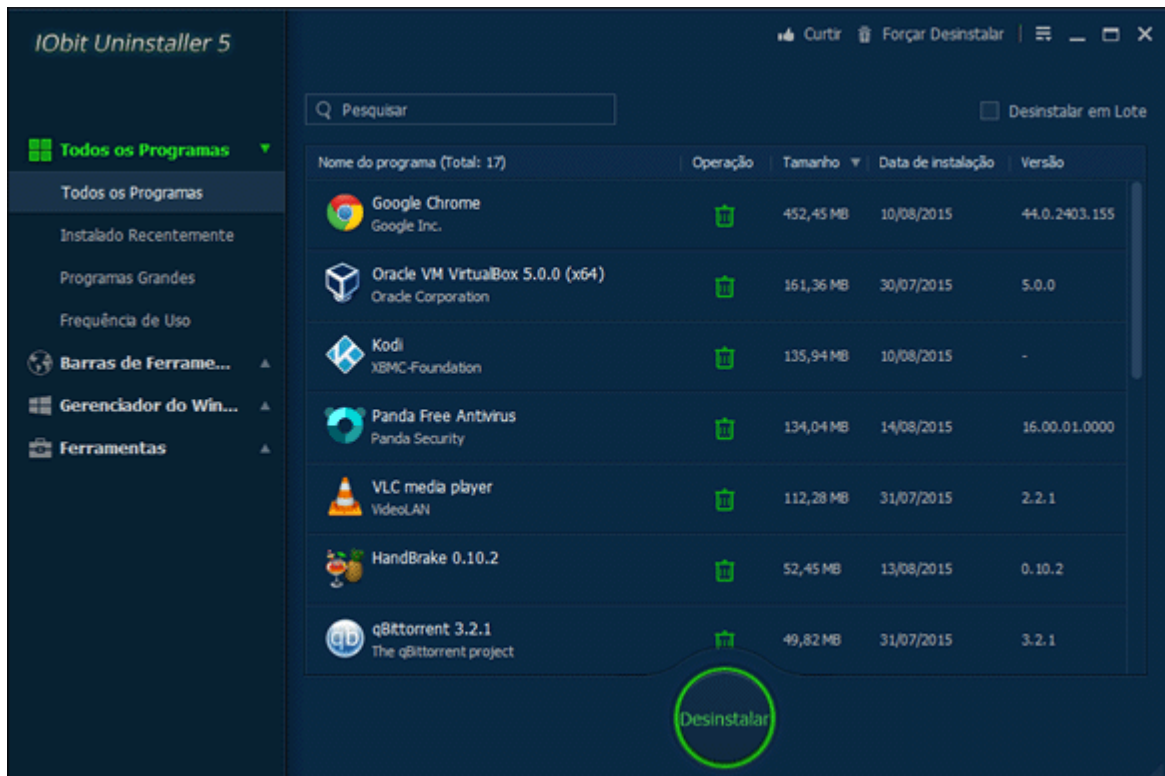 IObit Uninstaller 5
Curtir
Forçar Desinstalar
Pesquisar
Desinstalar em Lote
Todos os Programas
Todos os Programas
Instalado Recentemente
Programas Grandes
Frequência de Uso
Barras de Ferrame...
Gerenciador do Win...
Ferramentas
Nome do programa (Total: 17) Operação Tamanho Data de instalação Versão
Google Chrome
Google Inc.
452,45 MB 10/08/2015 44.0.2403.155
Oracle VM VirtualBox 5.0.0 (x64)
Oracle Corporation
161,36 MB 30/07/2015 5.0.0
Kodi
XBMC-Foundation
135,94 MB 10/08/2015 -
Panda Free Antivirus
Panda Security
134,04 MB 14/08/2015 16.00.01.0000
VLC media player
VideoLAN
112,28 MB 31/07/2015 2.2.1
HandBrake 0.10.2
52,45 MB 13/08/2015 0.10.2
qb
qBittorrent 3.2.1
The qBittorrent project
49,82 MB 31/07/2015 3.2.1
Desinstalar